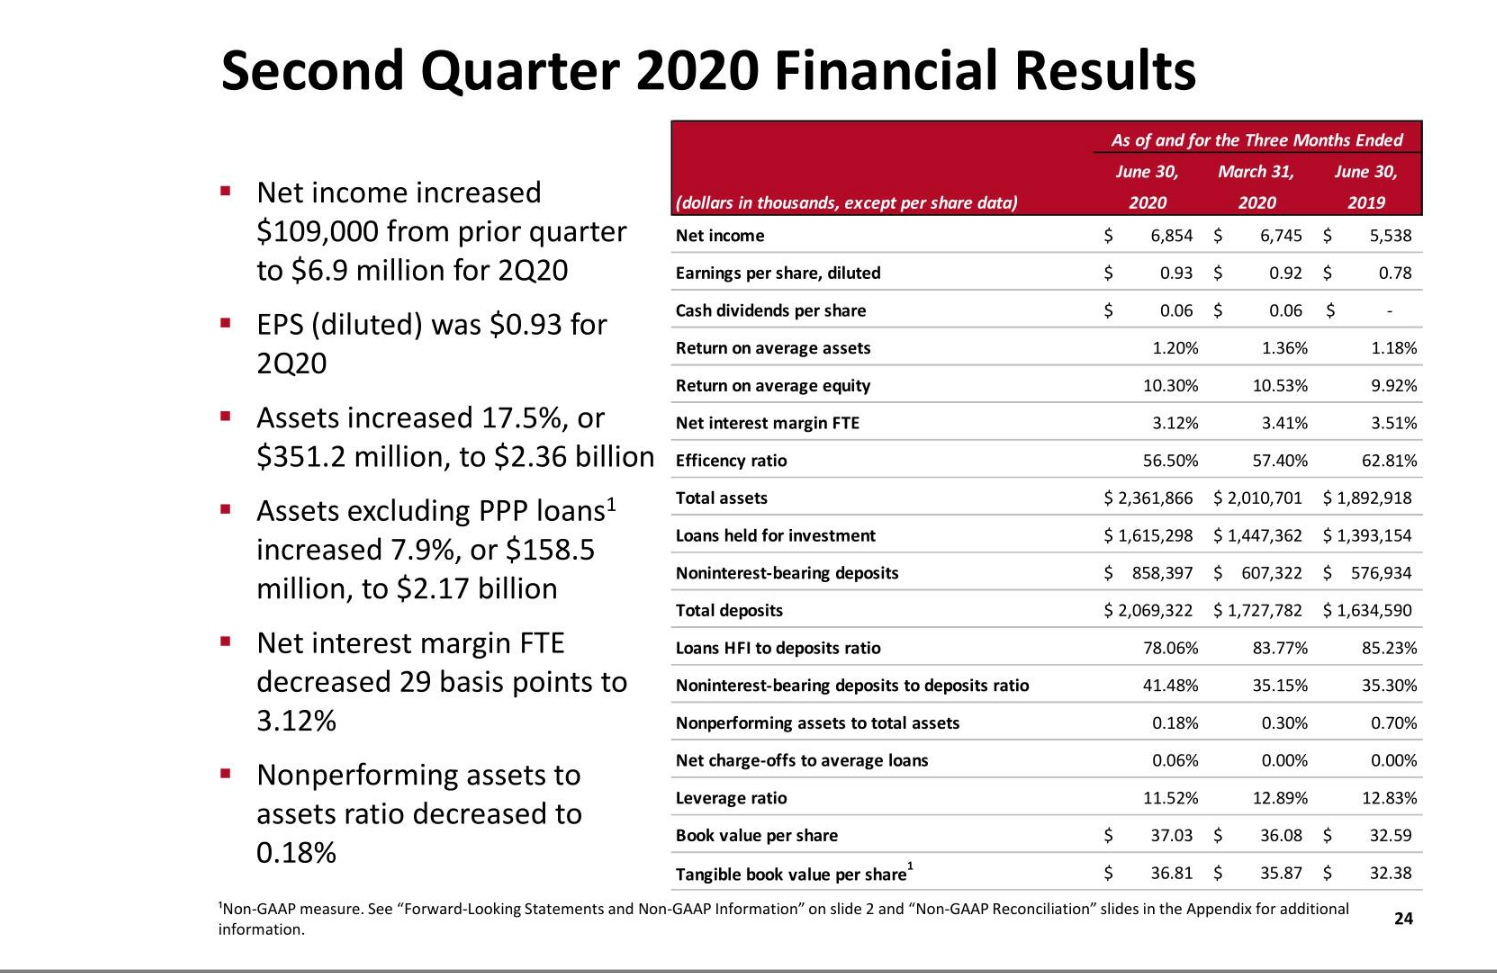 Second Quarter 2020 Financial Results
▪ Net income increased
$109,000 from prior quarter
to $6.9 million for 2Q20
▪ EPS (diluted) was $0.93 for
2Q20
▪ Assets increased 17.5%, or
$351.2 million, to $2.36 billion
▪ Assets excluding PPP loans¹
increased 7.9%, or $158.5
million, to $2.17 billion
▪ Net interest margin FTE
decreased 29 basis points to
3.12%
▪ Nonperforming assets to
assets ratio decreased to
0.18%
As of and for the Three Months Ended
June 30, March 31, June 30,
(dollars in thousands, except per share data) 2020 2020 2019
Net income $ 6,854 $ 6,745 $ 5,538
Earnings per share, diluted $ 0.93 $ 0.92 $ 0.78
Cash dividends per share $ 0.06 $ 0.06 $ -
Return on average assets 1.20% 1.36% 1.18%
Return on average equity 10.30% 10.53% 9.92%
Net interest margin FTE 3.12% 3.41% 3.51%
Efficency ratio 56.50% 57.40% 62.81%
Total assets $ 2,361,866 $ 2,010,701 $ 1,892,918
Loans held for investment $ 1,615,298 $ 1,447,362 $ 1,393,154
Noninterest-bearing deposits $ 858,397 $ 607,322 $ 576,934
Total deposits $ 2,069,322 $ 1,727,782 $ 1,634,590
Loans HFI to deposits ratio 78.06% 83.77% 85.23%
Noninterest-bearing deposits to deposits ratio 41.48% 35.15% 35.30%
Nonperforming assets to total assets 0.18% 0.30% 0.70%
Net charge-offs to average loans 0.06% 0.00% 0.00%
Leverage ratio 11.52% 12.89% 12.83%
Book value per share $ 37.03 $ 36.08 $ 32.59
Tangible book value per share¹ $ 36.81 $ 35.87 $ 32.38
¹Non-GAAP measure. See “Forward-Looking Statements and Non-GAAP Information” on slide 2 and “Non-GAAP Reconciliation” slides in the Appendix for additional
information.
24